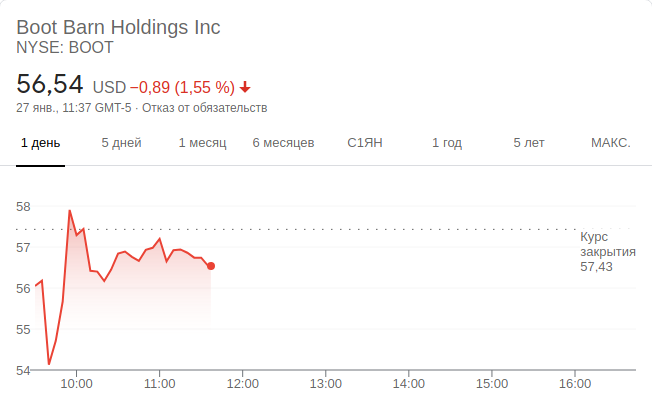 Boot Barn Holdings Inc
NYSE: BOOT
56,54 USD −0,89 (1,55 %)
27 янв., 11:37 GMT-5 · Отказ от обязательств
1 день 5 дней 1 месяц 6 месяцев С1ЯН 1 год 5 лет МАКС.
58
57
56
55
54
Курс
закрытия
57,43
10:00 11:00 12:00 13:00 14:00 15:00 16:00